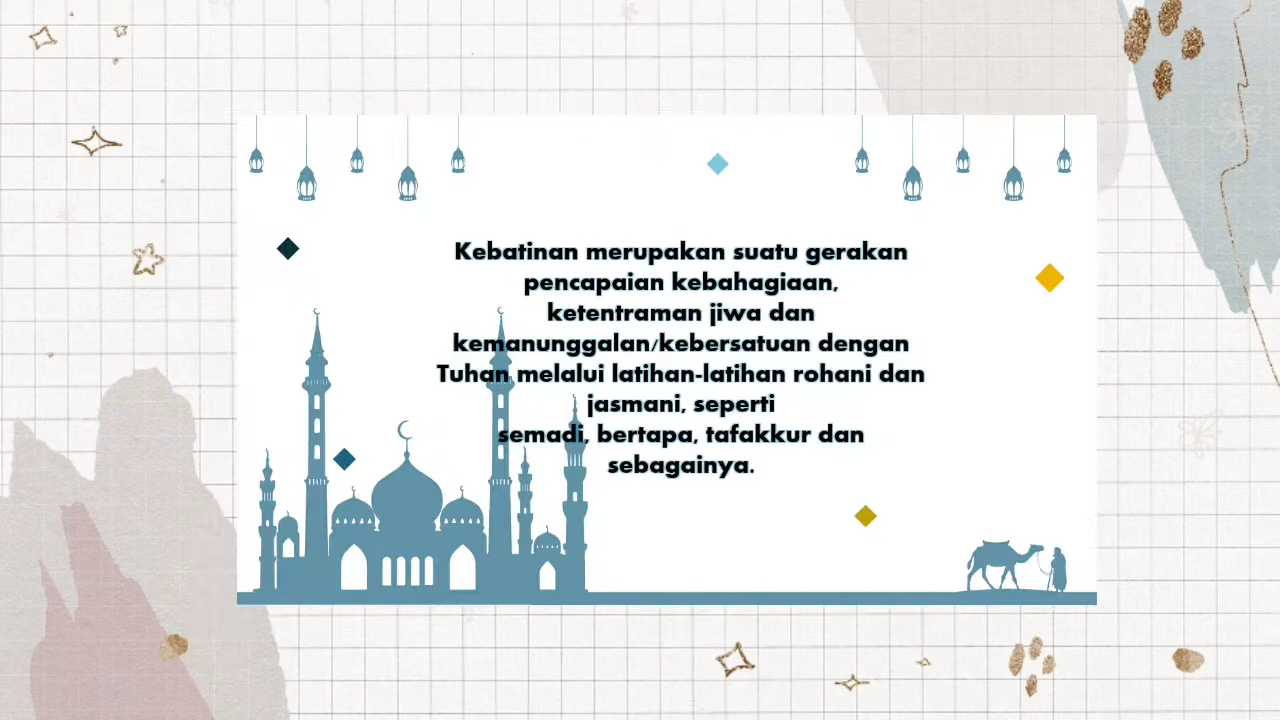 Kebatinan merupakan suatu gerakan
pencapaian kebahagiaan,
ketentraman jiwa dan
kemanunggalan/kebersatuan dengan
Tuhan melalui latihan-latihan rohani dan
jasmani, seperti
semadi, bertapa, tafakkur dan
sebagainya.